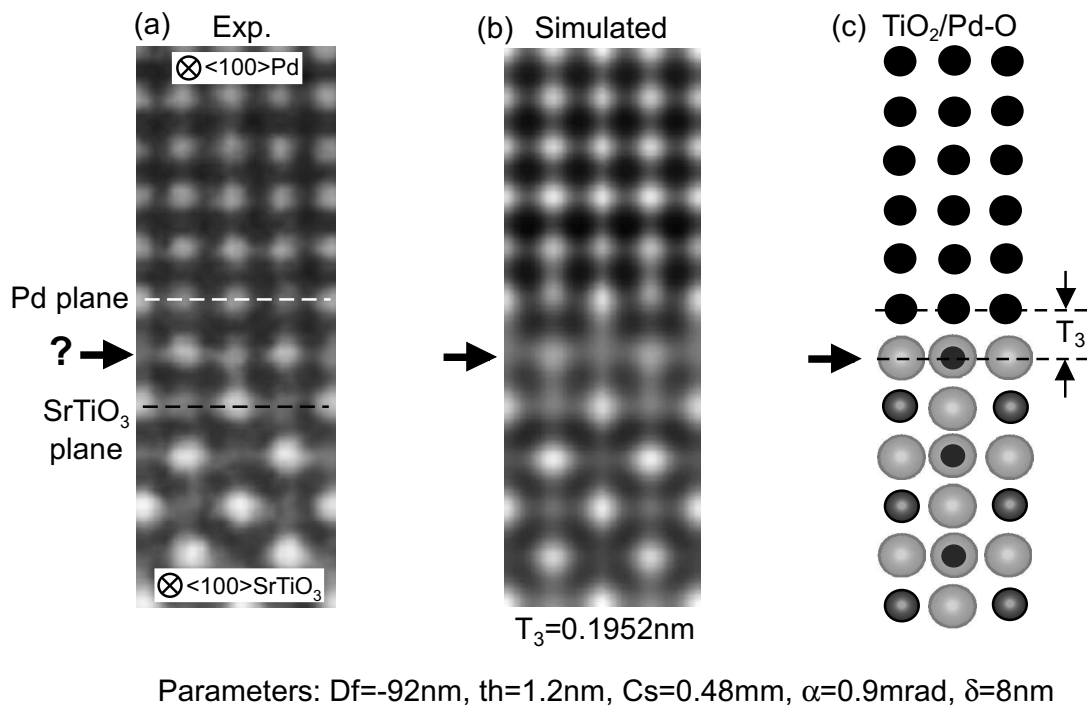 (a) Exp.
(b) Simulated
(c) TiO₂/Pd-O
⊗<100>Pd
Pd plane
?
SrTiO₃
plane
⊗<100>SrTiO₃
T₃
T₃=0.1952nm
Parameters: Df=-92nm, th=1.2nm, Cs=0.48mm, α=0.9mrad, δ=8nm